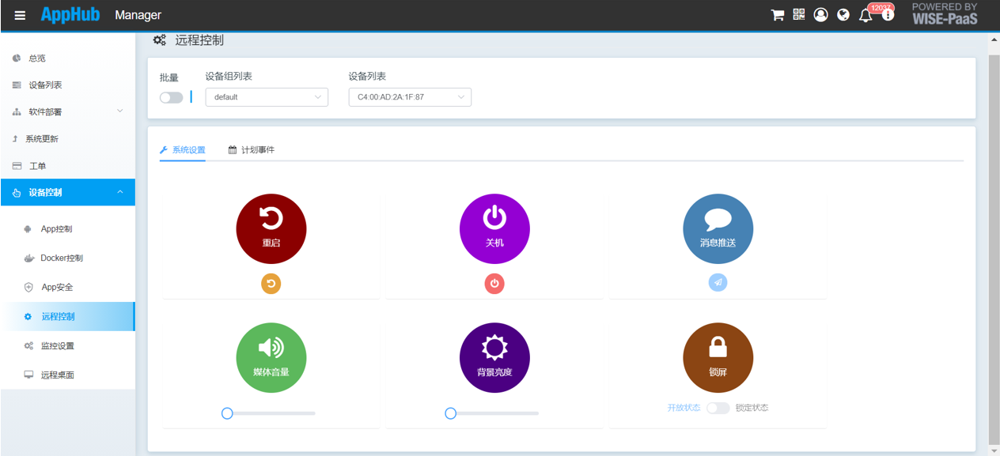 AppHub Manager 12037 POWERED BY
WISE-PaaS
总览
设备列表
软件部署
系统更新
工单
设备控制
App控制
Docker控制
App安全
远程控制
监控设置
远程桌面
远程控制
批量 设备组列表 设备列表
default C4:00:AD:2A:1F:87
系统设置 计划事件
重启 关机 消息推送
媒体音量 背景亮度 锁屏
开放状态 锁定状态